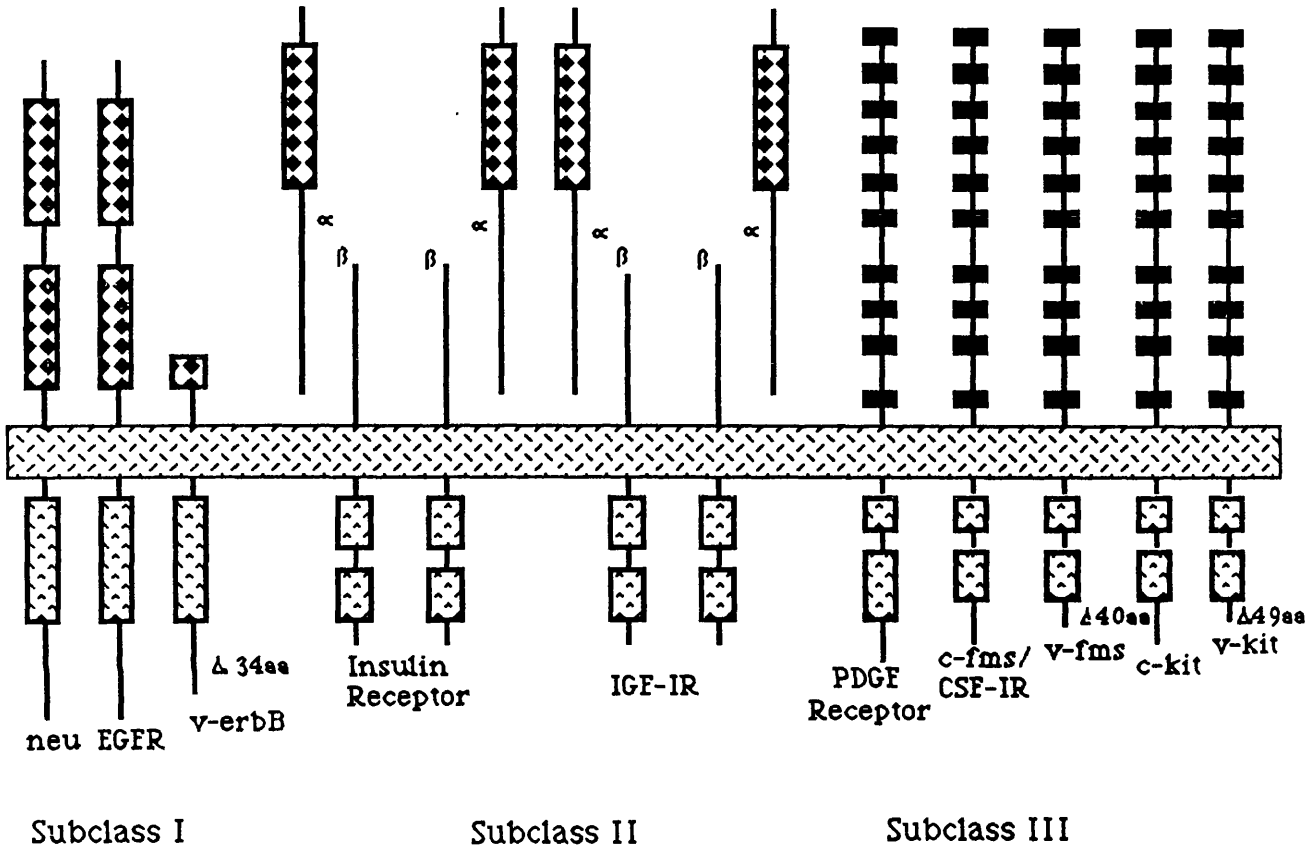 ∝
β
β
∝
∝
β
β
∝
Δ 34aa
v-erbB
neu
EGFR
Insulin
Receptor
IGF-IR
PDGF
Receptor
c-fms/
CSF-IR
Δ40aa
v-fms
c-kit
Δ49aa
v-kit
Subclass I
Subclass II
Subclass III